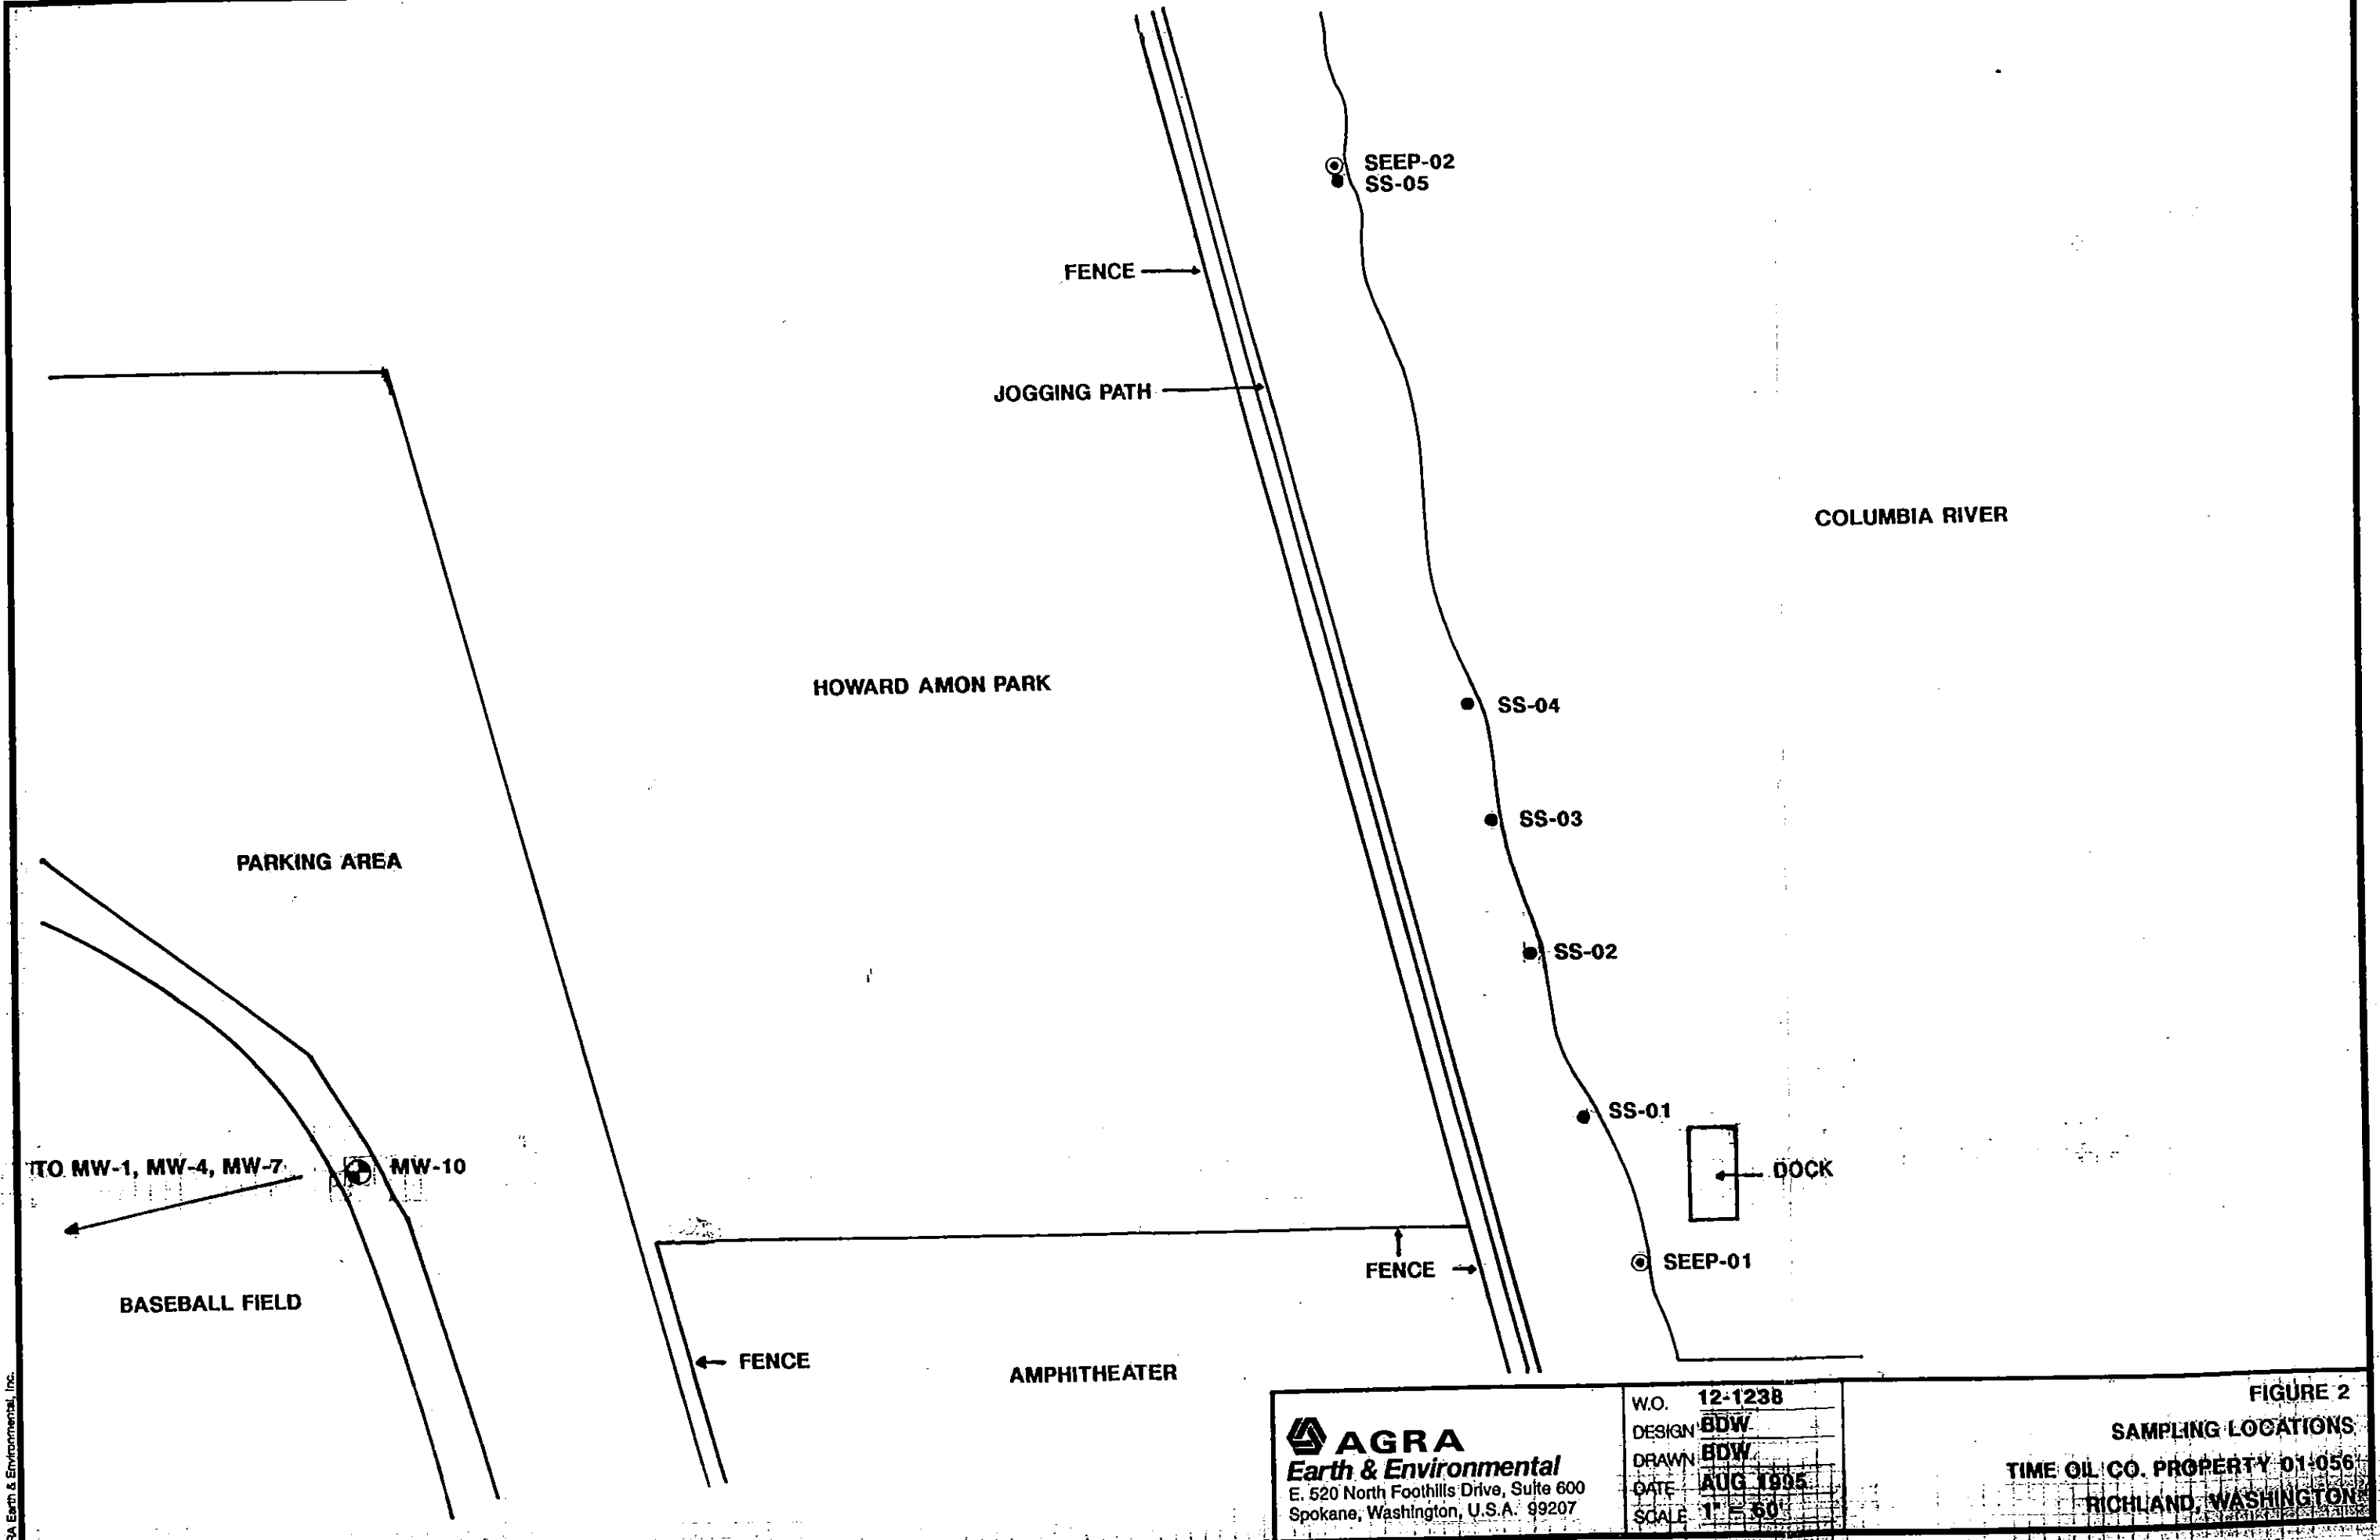 SEEP-02
SS-05
FENCE
JOGGING PATH
COLUMBIA RIVER
HOWARD AMON PARK
SS-04
SS-03
PARKING AREA
SS-02
SS-01
TO MW-1, MW-4, MW-7
MW-10
DOCK
SEEP-01
FENCE
BASEBALL FIELD
FENCE
AMPHITHEATER
AGRA
Earth & Environmental
E. 520 North Foothills Drive, Suite 600
Spokane, Washington, U.S.A. 99207
W.O. 12-1238
DESIGN BDW
DRAWN BDW
DATE AUG 1995
SCALE 1" = 60'
FIGURE 2
SAMPLING LOCATIONS
TIME OIL CO. PROPERTY 01-056
RICHLAND, WASHINGTON
Earth & Environmental, Inc.